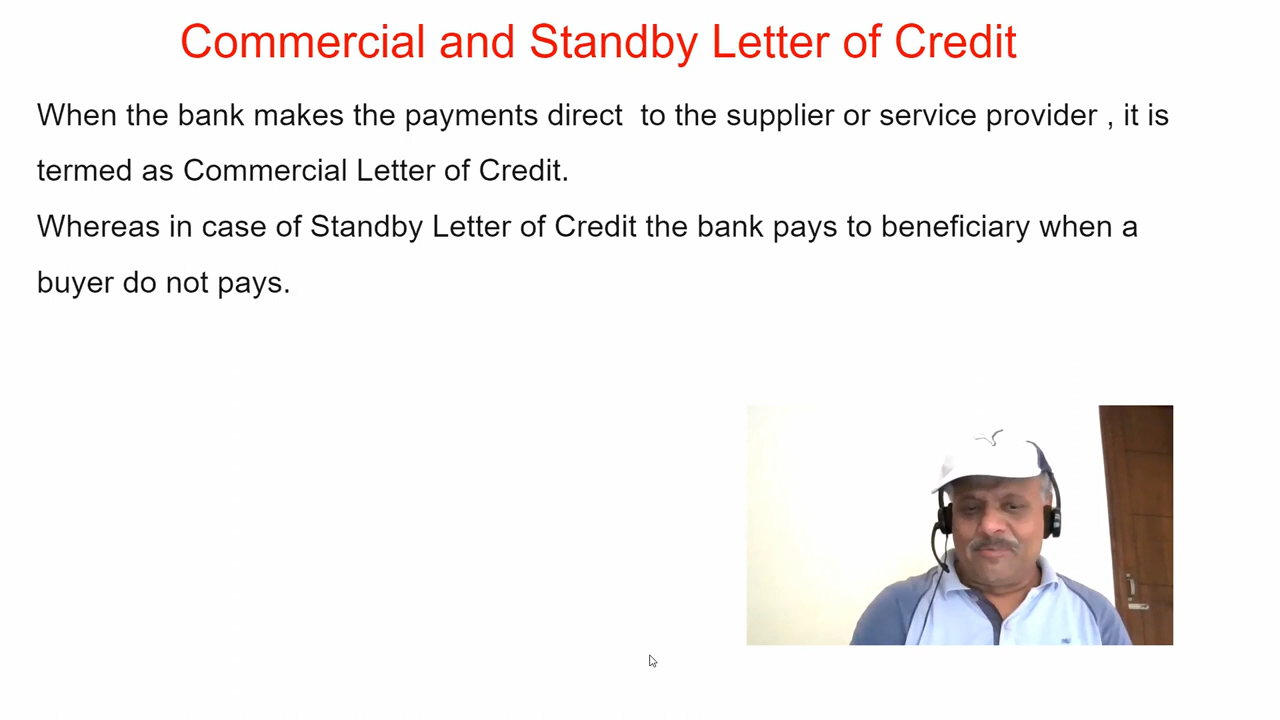 Commercial and Standby Letter of Credit
When the bank makes the payments direct  to the supplier or service provider , it is
termed as Commercial Letter of Credit.
Whereas in case of Standby Letter of Credit the bank pays to beneficiary when a
buyer do not pays.